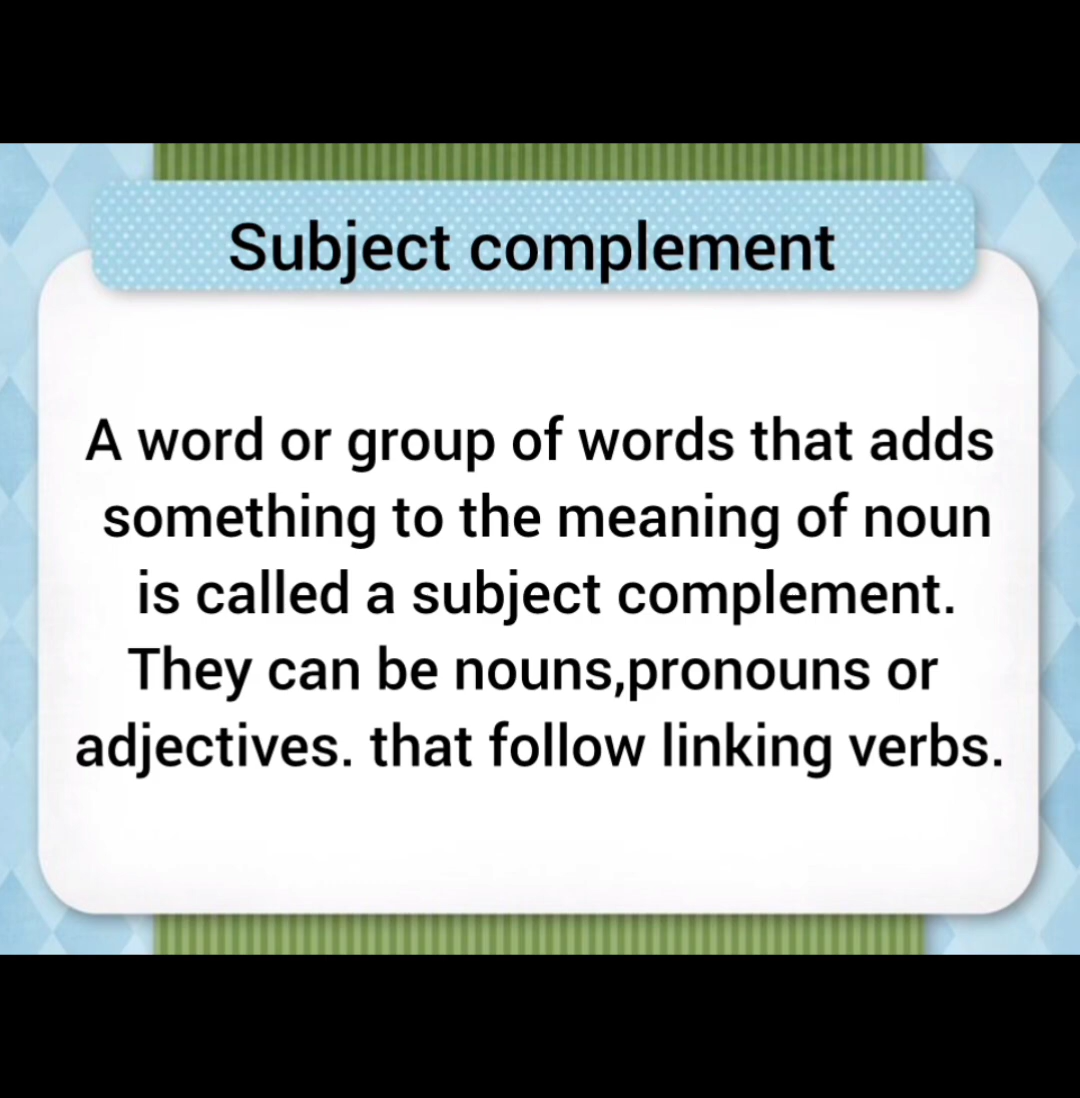 Subject complement
A word or group of words that adds
something to the meaning of noun
is called a subject complement.
They can be nouns,pronouns or
adjectives. that follow linking verbs.